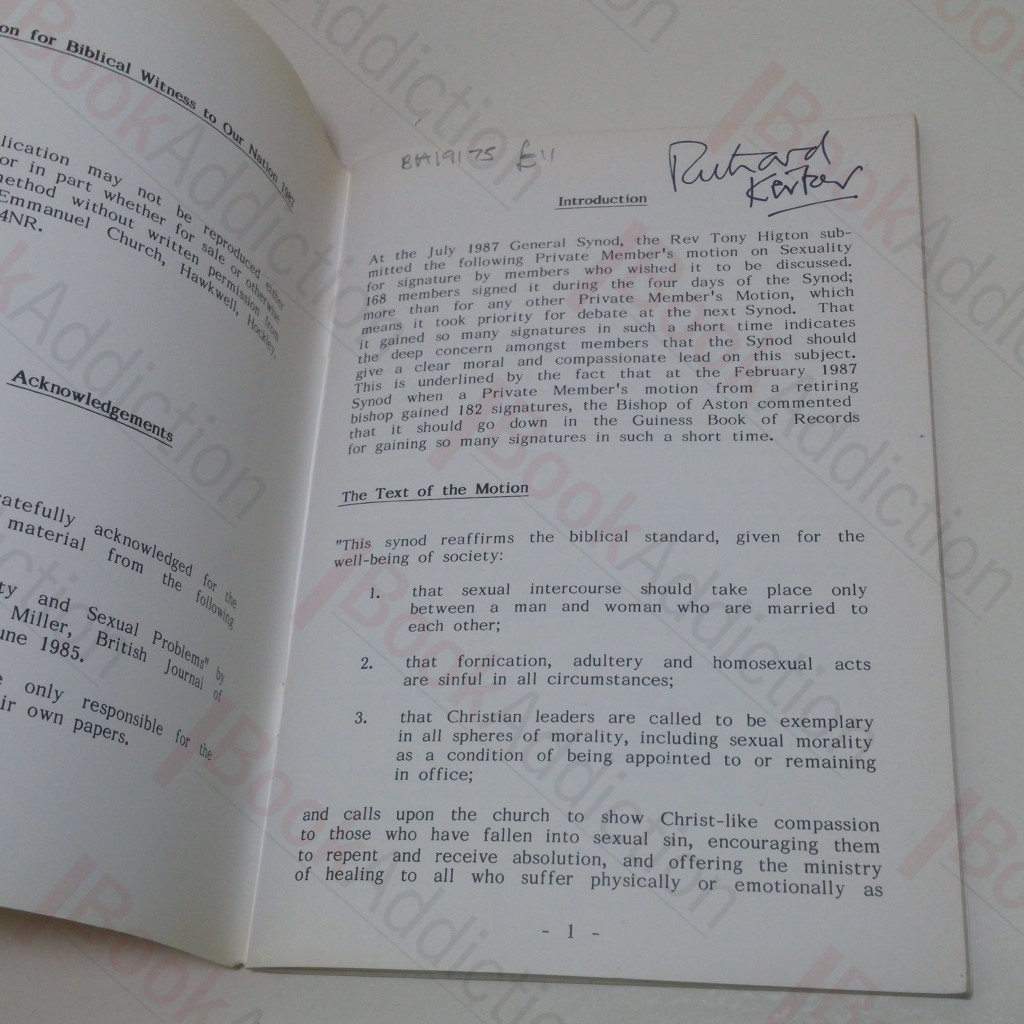 on for Biblical Witness to Our Nation 1987
lication may not be reproduced either
or in part whether for sale or otherwise
method without written permission from
Emmanuel Church, Hawkwell, Hockley,
4NR.
Acknowledgements
atefully acknowledged for the
material from the following
ty and Sexual Problems" by
Miller, British Journal of
une 1985.
e only responsible for the
ir own papers.
BA19175 £11
Richard
Introduction
At the July 1987 General Synod, the Rev Tony Higton sub-
mitted the following Private Member's motion on Sexuality
for signature by members who wished it to be discussed.
168 members signed it during the four days of the Synod;
more than for any other Private Member's Motion, which
means it took priority for debate at the next Synod. That
it gained so many signatures in such a short time indicates
the deep concern amongst members that the Synod should
give a clear moral and compassionate lead on this subject.
This is underlined by the fact that at the February 1987
Synod when a Private Member's motion from a retiring
bishop gained 182 signatures, the Bishop of Aston commented
that it should go down in the Guiness Book of Records
for gaining so many signatures in such a short time.
The Text of the Motion
"This synod reaffirms the biblical standard, given for the
well-being of society:
1. that sexual intercourse should take place only
between a man and woman who are married to
each other;
2. that fornication, adultery and homosexual acts
are sinful in all circumstances;
3. that Christian leaders are called to be exemplary
in all spheres of morality, including sexual morality
as a condition of being appointed to or remaining
in office;
and calls upon the church to show Christ-like compassion
to those who have fallen into sexual sin, encouraging them
to repent and receive absolution, and offering the ministry
of healing to all who suffer physically or emotionally as
- 1 -
BookAddiction